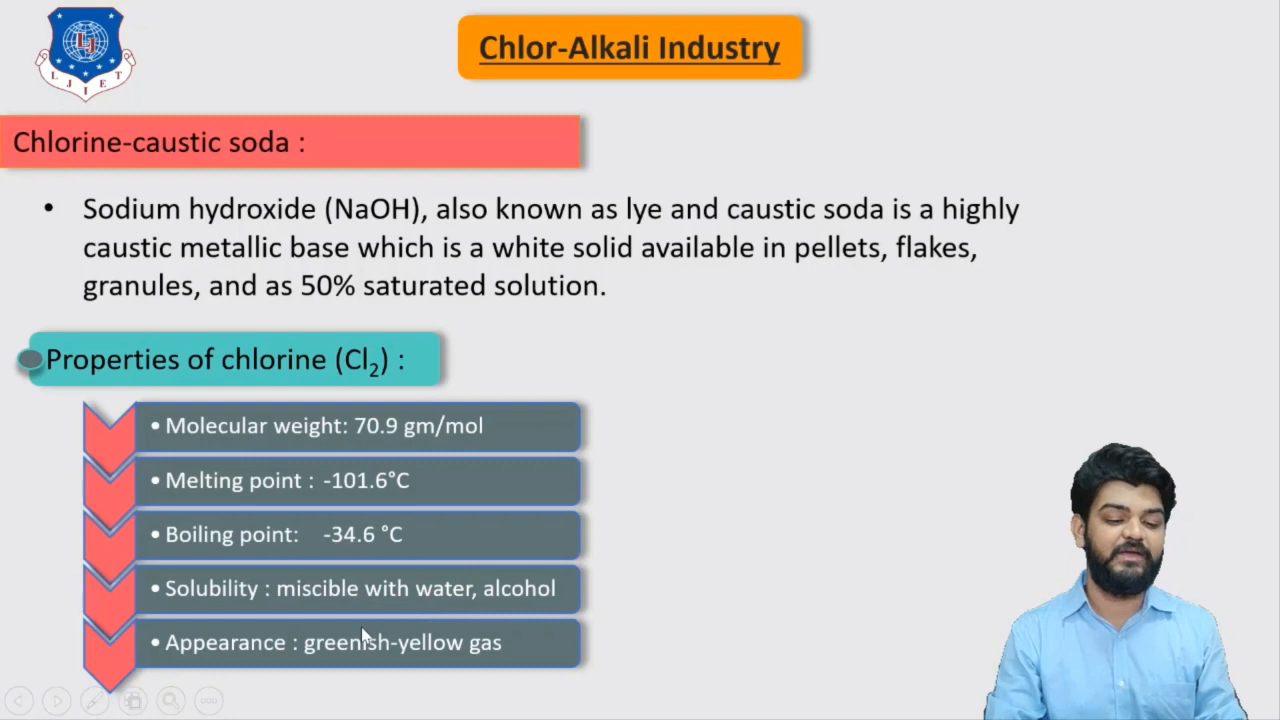 Chlor-Alkali Industry
LJIET
Chlorine-caustic soda :
• Sodium hydroxide (NaOH), also known as lye and caustic soda is a highly
caustic metallic base which is a white solid available in pellets, flakes,
granules, and as 50% saturated solution.
Properties of chlorine (Cl₂) :
• Molecular weight: 70.9 gm/mol
• Melting point : -101.6°C
• Boiling point: -34.6 °C
• Solubility : miscible with water, alcohol
• Appearance : greenish-yellow gas